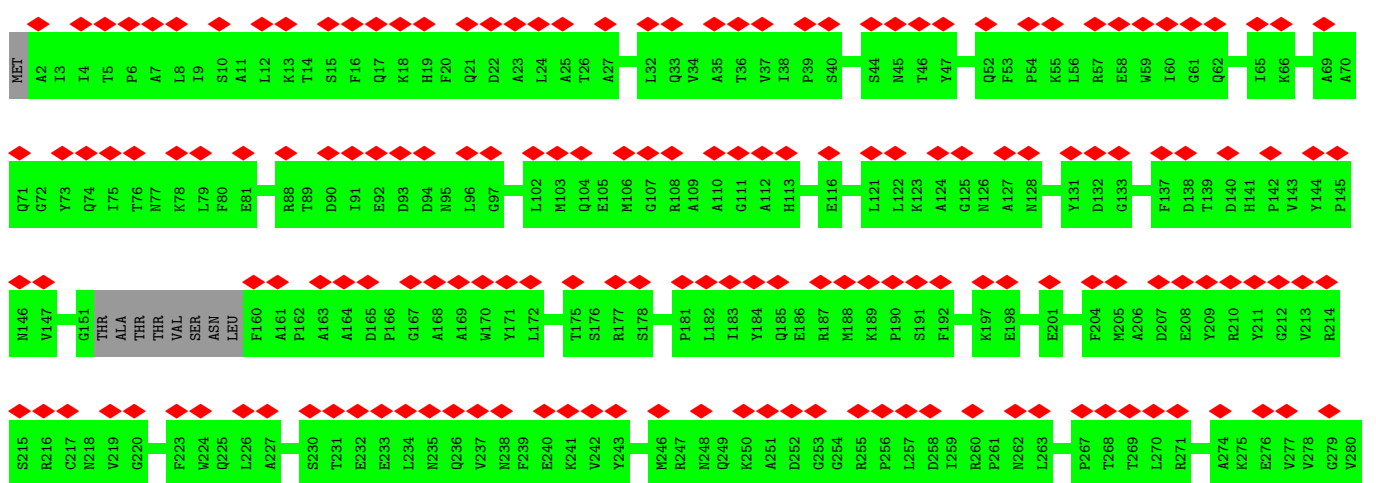 MET A2 I3 I4 T5 P6 A7 L8 I9 S10 A11 L12 K13 T14 S15 F16 Q17 K18 H19 F20 Q21 D22 A23 L24 A25 T26 A27 L32 Q33 V34 A35 T36 V37 I38 P39 S40 S44 N45 T46 Y47 Q52 F53 P54 K55 L56 R57 E58 W59 I60 G61 Q62 I65 K66 A69 A70
Q71 G72 Y73 Q74 I75 T76 N77 K78 L79 F80 E81 R88 T89 D90 I91 E92 D93 D94 N95 L96 G97 L102 M103 Q104 E105 M106 G107 R108 A109 A110 G111 A112 H113 E116 L121 L122 K123 A124 G125 N126 A127 N128 Y131 D132 G133 F137 D138 T139 D140 H141 P142 V143 Y144 P145
N146 V147 G151 THR ALA THR THR VAL SER ASN LEU F160 A161 P162 A163 A164 D165 P166 G167 A168 A169 W170 Y171 L172 T175 S176 R177 S178 P181 L182 I183 Y184 Q185 E186 R187 M188 K189 P190 S191 F192 K197 E198 E201 F204 M205 A206 D207 E208 Y209 R210 Y211 G212 V213 R214
S215 R216 C217 N218 V219 G220 F223 W224 Q225 L226 A227 S230 T231 E232 E233 L234 N235 Q236 V237 N238 F239 E240 K241 V242 Y243 M246 R247 N248 Q249 K250 A251 D252 G253 G254 R255 P256 L257 D258 I259 R260 P261 N262 L263 P267 T268 T269 L270 R271 A274 K275 E276 V277 V278 G279 V280